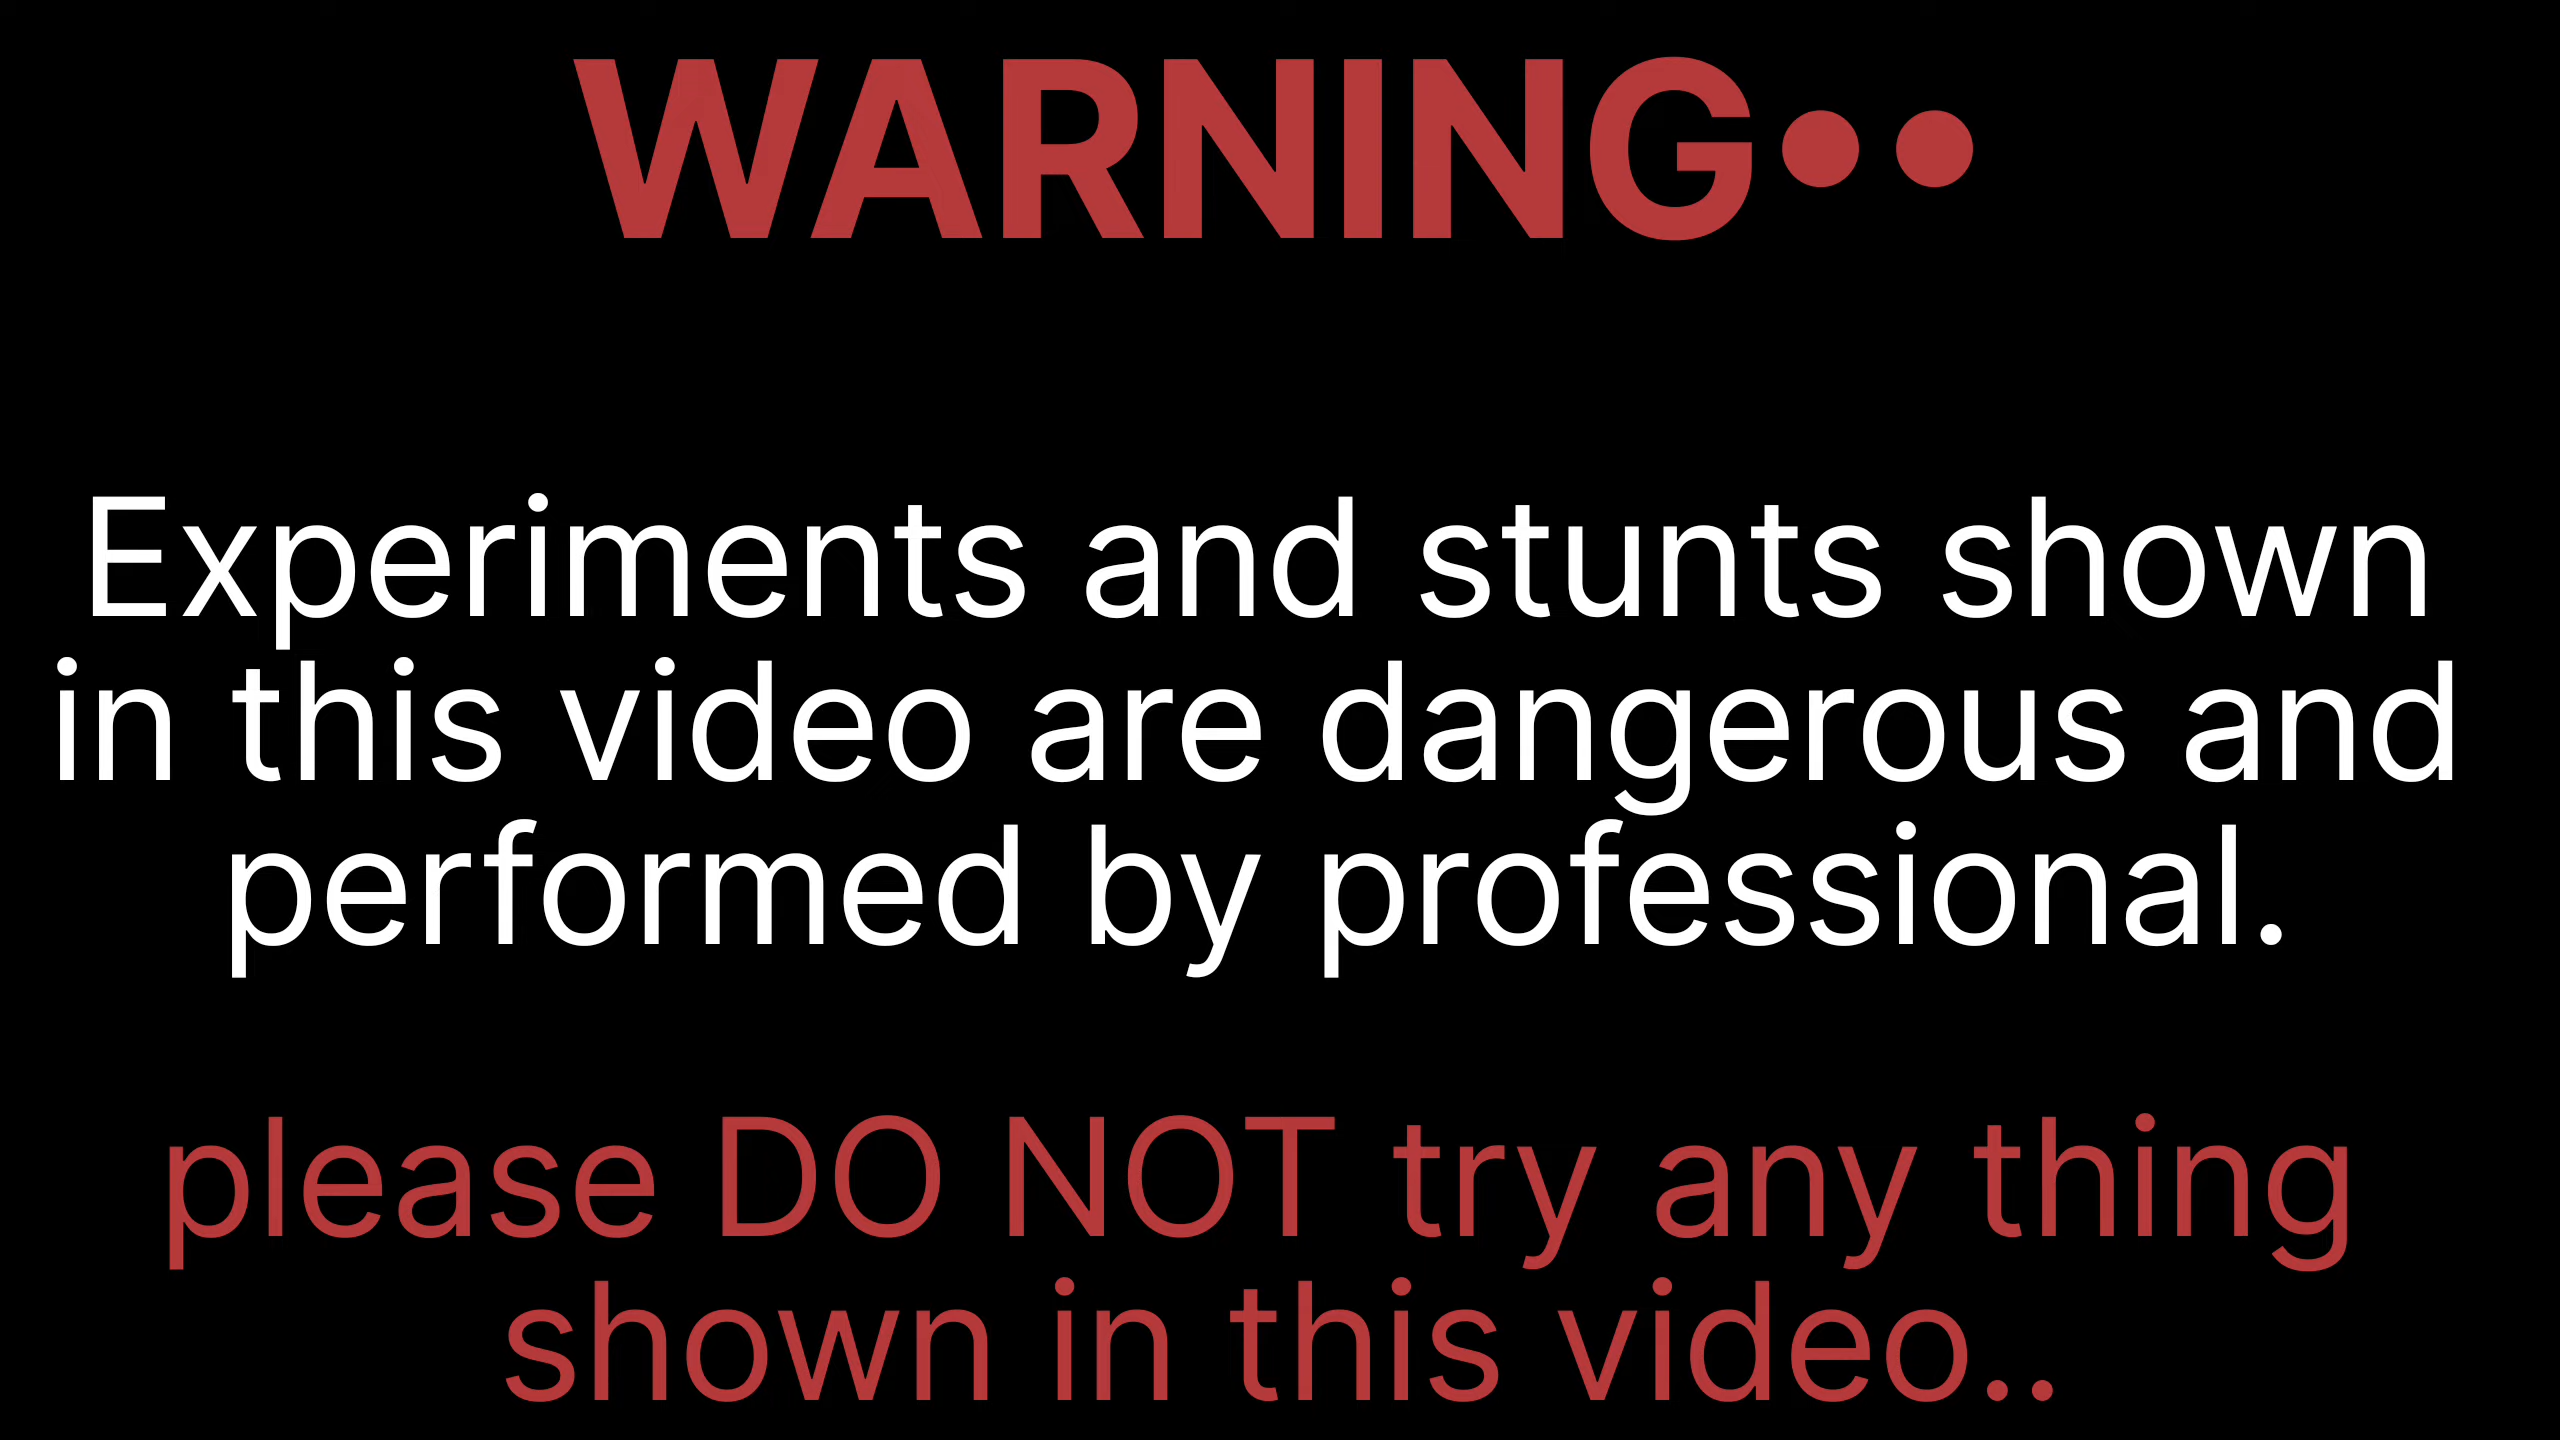 WARNING••
Experiments and stunts shown
in this video are dangerous and
performed by professional.
please DO NOT try any thing
shown in this video..